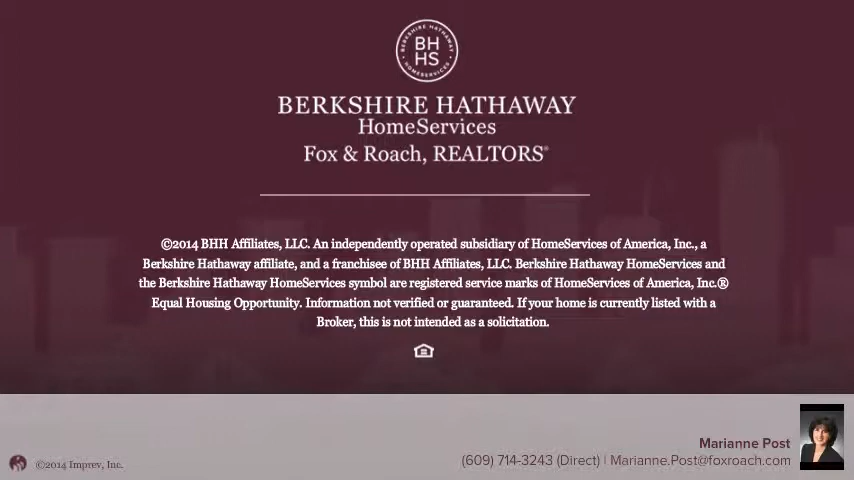 BERKSHIRE HATHAWAY
HOMESERVICES
BH
HS
BERKSHIRE HATHAWAY
HomeServices
Fox & Roach, REALTORS®
©2014 BHH Affiliates, LLC. An independently operated subsidiary of HomeServices of America, Inc., a
Berkshire Hathaway affiliate, and a franchisee of BHH Affiliates, LLC. Berkshire Hathaway HomeServices and
the Berkshire Hathaway HomeServices symbol are registered service marks of HomeServices of America, Inc.®
Equal Housing Opportunity. Information not verified or guaranteed. If your home is currently listed with a
Broker, this is not intended as a solicitation.
Marianne Post
(609) 714-3243 (Direct) | Marianne.Post@foxroach.com
©2014 Imprev, Inc.